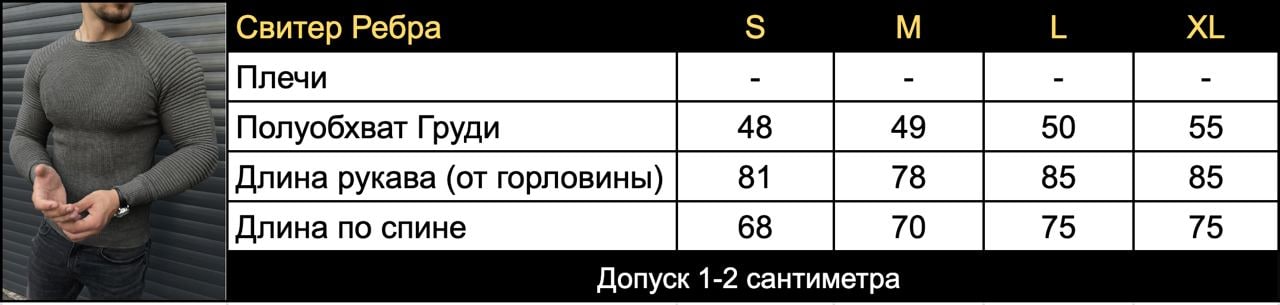 Свитер Ребра S M L XL
Плечи - - - -
Полуобхват Груди 48 49 50 55
Длина рукава (от горловины) 81 78 85 85
Длина по спине 68 70 75 75
Допуск 1-2 сантиметра